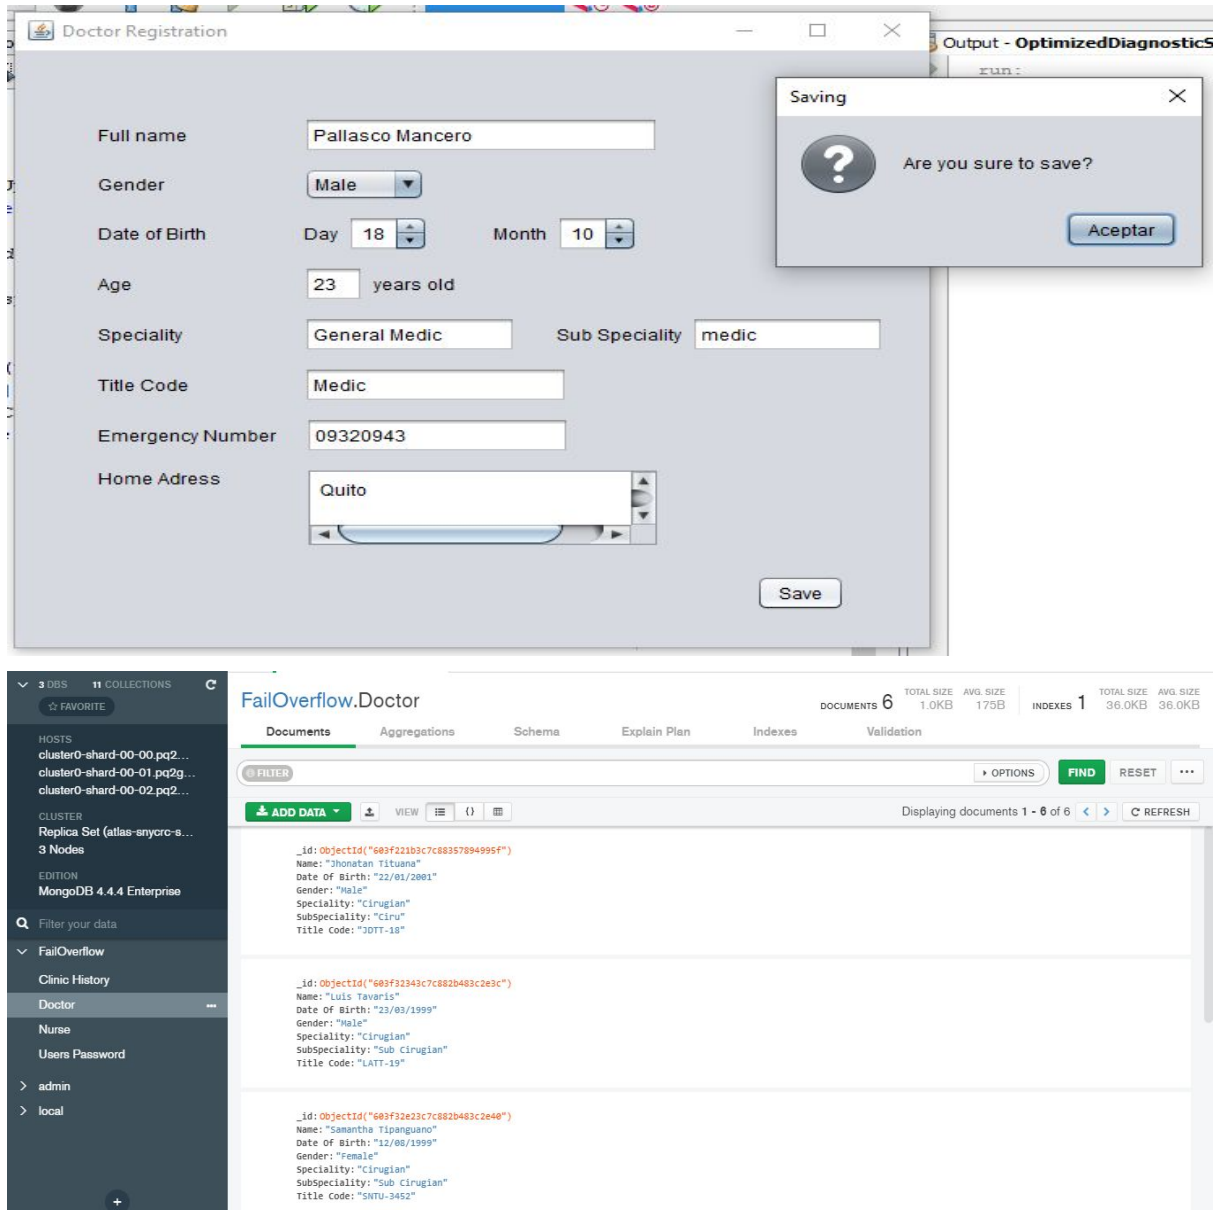 Doctor Registration
Output - OptimizedDiagnosticS
run:
Saving
Full name Pallasco Mancero
Are you sure to save?
Gender Male
Aceptar
Date of Birth Day 18 Month 10
Age 23 years old
Speciality General Medic Sub Speciality medic
Title Code Medic
Emergency Number 09320943
Home Adress
Quito
Save
3 DBS 11 COLLECTIONS
FAVORITE
FailOverflow.Doctor
DOCUMENTS 6 TOTAL SIZE 1.0KB AVG. SIZE 175B INDEXES 1 TOTAL SIZE 36.0KB AVG. SIZE 36.0KB
Documents Aggregations Schema Explain Plan Indexes Validation
HOSTS
cluster0-shard-00-00.pq2...
cluster0-shard-00-01.pq2g...
cluster0-shard-00-02.pq2...
FILTER OPTIONS FIND RESET ...
CLUSTER
Replica Set (atlas-snycrc-s...
3 Nodes
ADD DATA VIEW {} Displaying documents 1 - 6 of 6 REFRESH
EDITION
MongoDB 4.4.4 Enterprise
Filter your data
FailOverflow
Clinic History
Doctor ...
Nurse
Users Password
admin
local
_id: ObjectId("603f221b3c7c88357894995f")
Name: "Jhonatan Tituana"
Date Of Birth: "22/01/2001"
Gender: "Male"
Speciality: "Cirugian"
SubSpeciality: "Ciru"
Title Code: "JDTT-18"
_id: ObjectId("603f32343c7c882b483c2e3c")
Name: "Luis Tavaris"
Date Of Birth: "23/03/1999"
Gender: "Male"
Speciality: "Cirugian"
SubSpeciality: "Sub Cirugian"
Title Code: "LATT-19"
_id: ObjectId("603f32e23c7c882b483c2e40")
Name: "Samantha Tipanguano"
Date Of Birth: "12/08/1999"
Gender: "Female"
Speciality: "Cirugian"
SubSpeciality: "Sub Cirugian"
Title Code: "SNTU-3452"